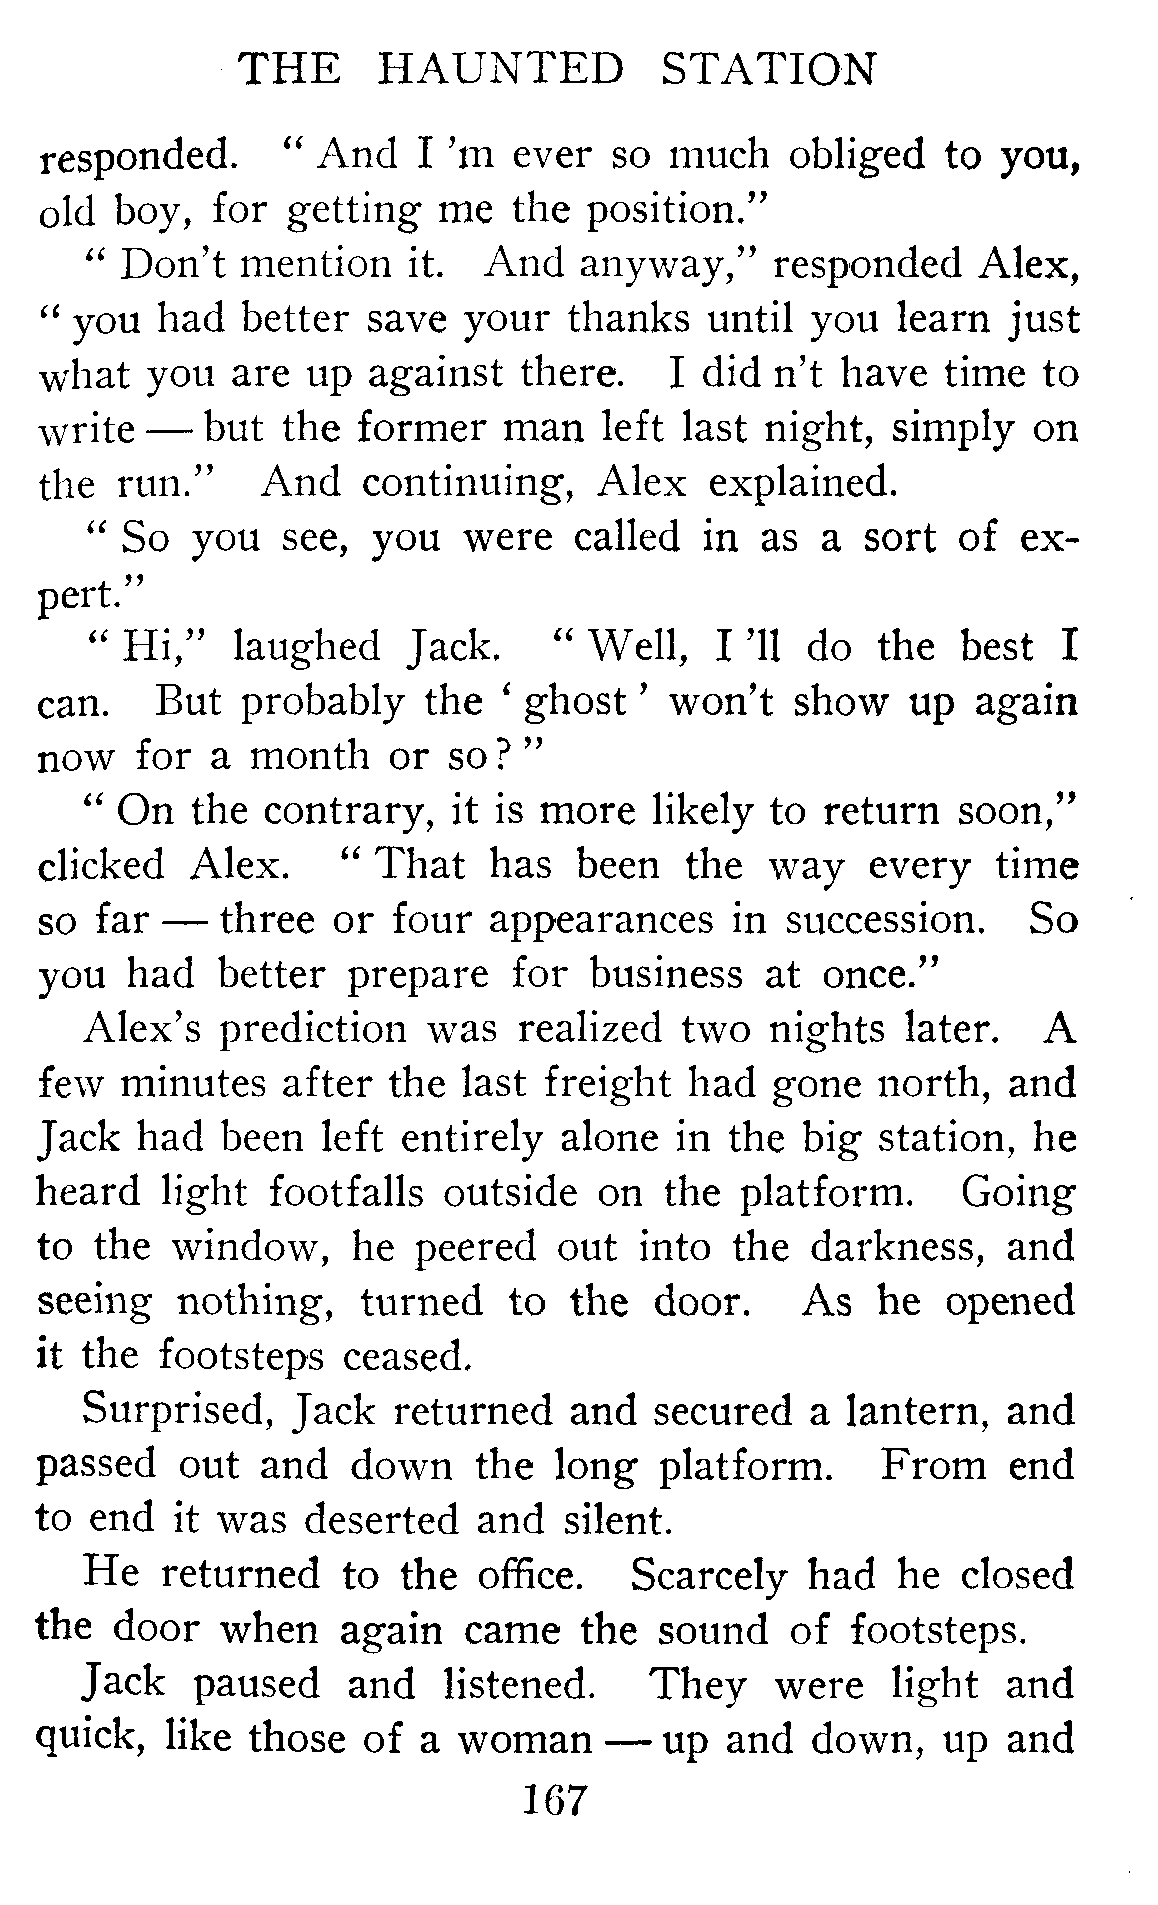 THE HAUNTED STATION
responded. “ And I ’m ever so much obliged to you,
old boy, for getting me the position.”
“ Don’t mention it. And anyway,” responded Alex,
“ you had better save your thanks until you learn just
what you are up against there. I did n’t have time to
write — but the former man left last night, simply on
the run.” And continuing, Alex explained.
“ So you see, you were called in as a sort of ex-
pert.”
“ Hi,” laughed Jack. “ Well, I ’ll do the best I
can. But probably the ‘ ghost ’ won’t show up again
now for a month or so? ”
“ On the contrary, it is more likely to return soon,”
clicked Alex. “ That has been the way every time
so far — three or four appearances in succession. So
you had better prepare for business at once.”
Alex’s prediction was realized two nights later. A
few minutes after the last freight had gone north, and
Jack had been left entirely alone in the big station, he
heard light footfalls outside on the platform. Going
to the window, he peered out into the darkness, and
seeing nothing, turned to the door. As he opened
it the footsteps ceased.
Surprised, Jack returned and secured a lantern, and
passed out and down the long platform. From end
to end it was deserted and silent.
He returned to the office. Scarcely had he closed
the door when again came the sound of footsteps.
Jack paused and listened. They were light and
quick, like those of a woman — up and down, up and
167